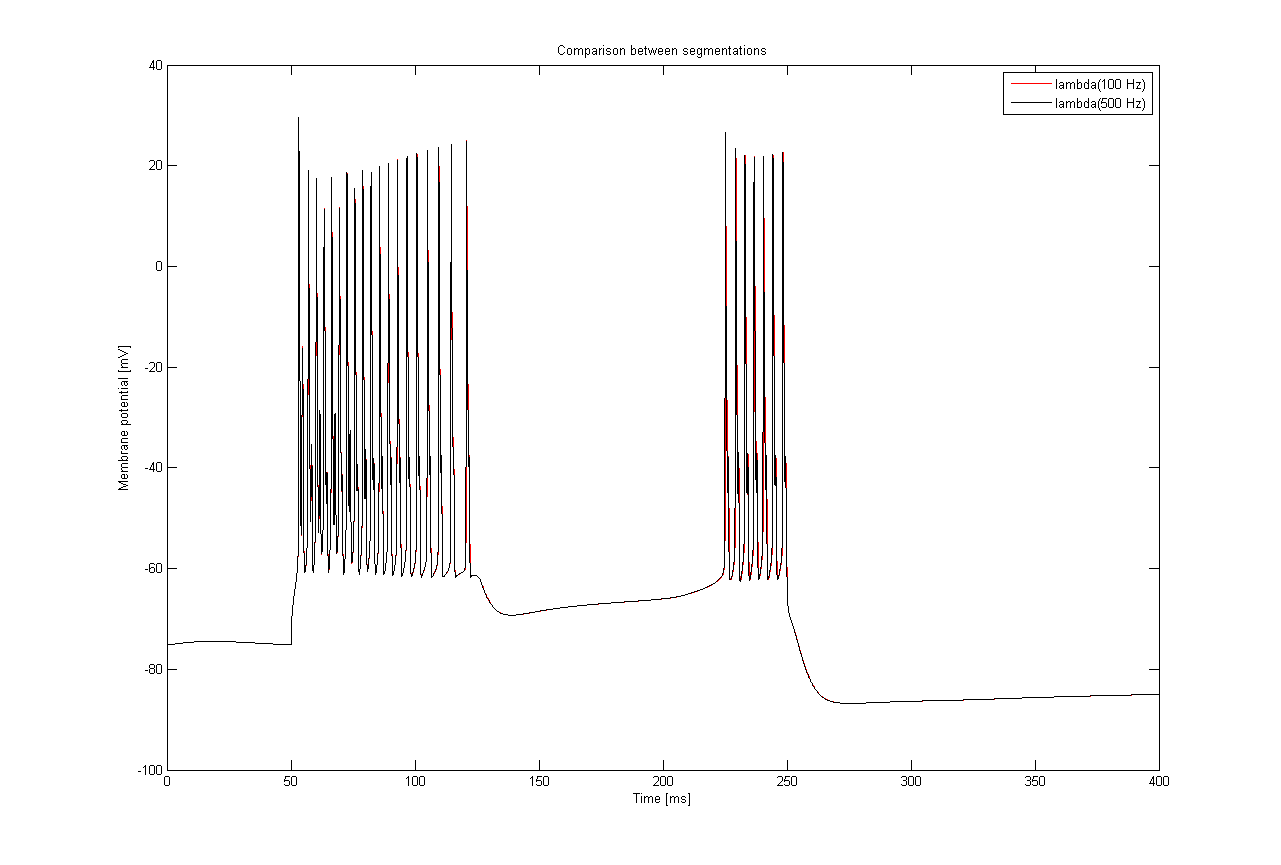 Comparison between segmentations
lambda(100 Hz)
lambda(500 Hz)
40
20
0
-20
-40
-60
-80
-100
Membrane potential [mV]
0 50 100 150 200 250 300 350 400
Time [ms]